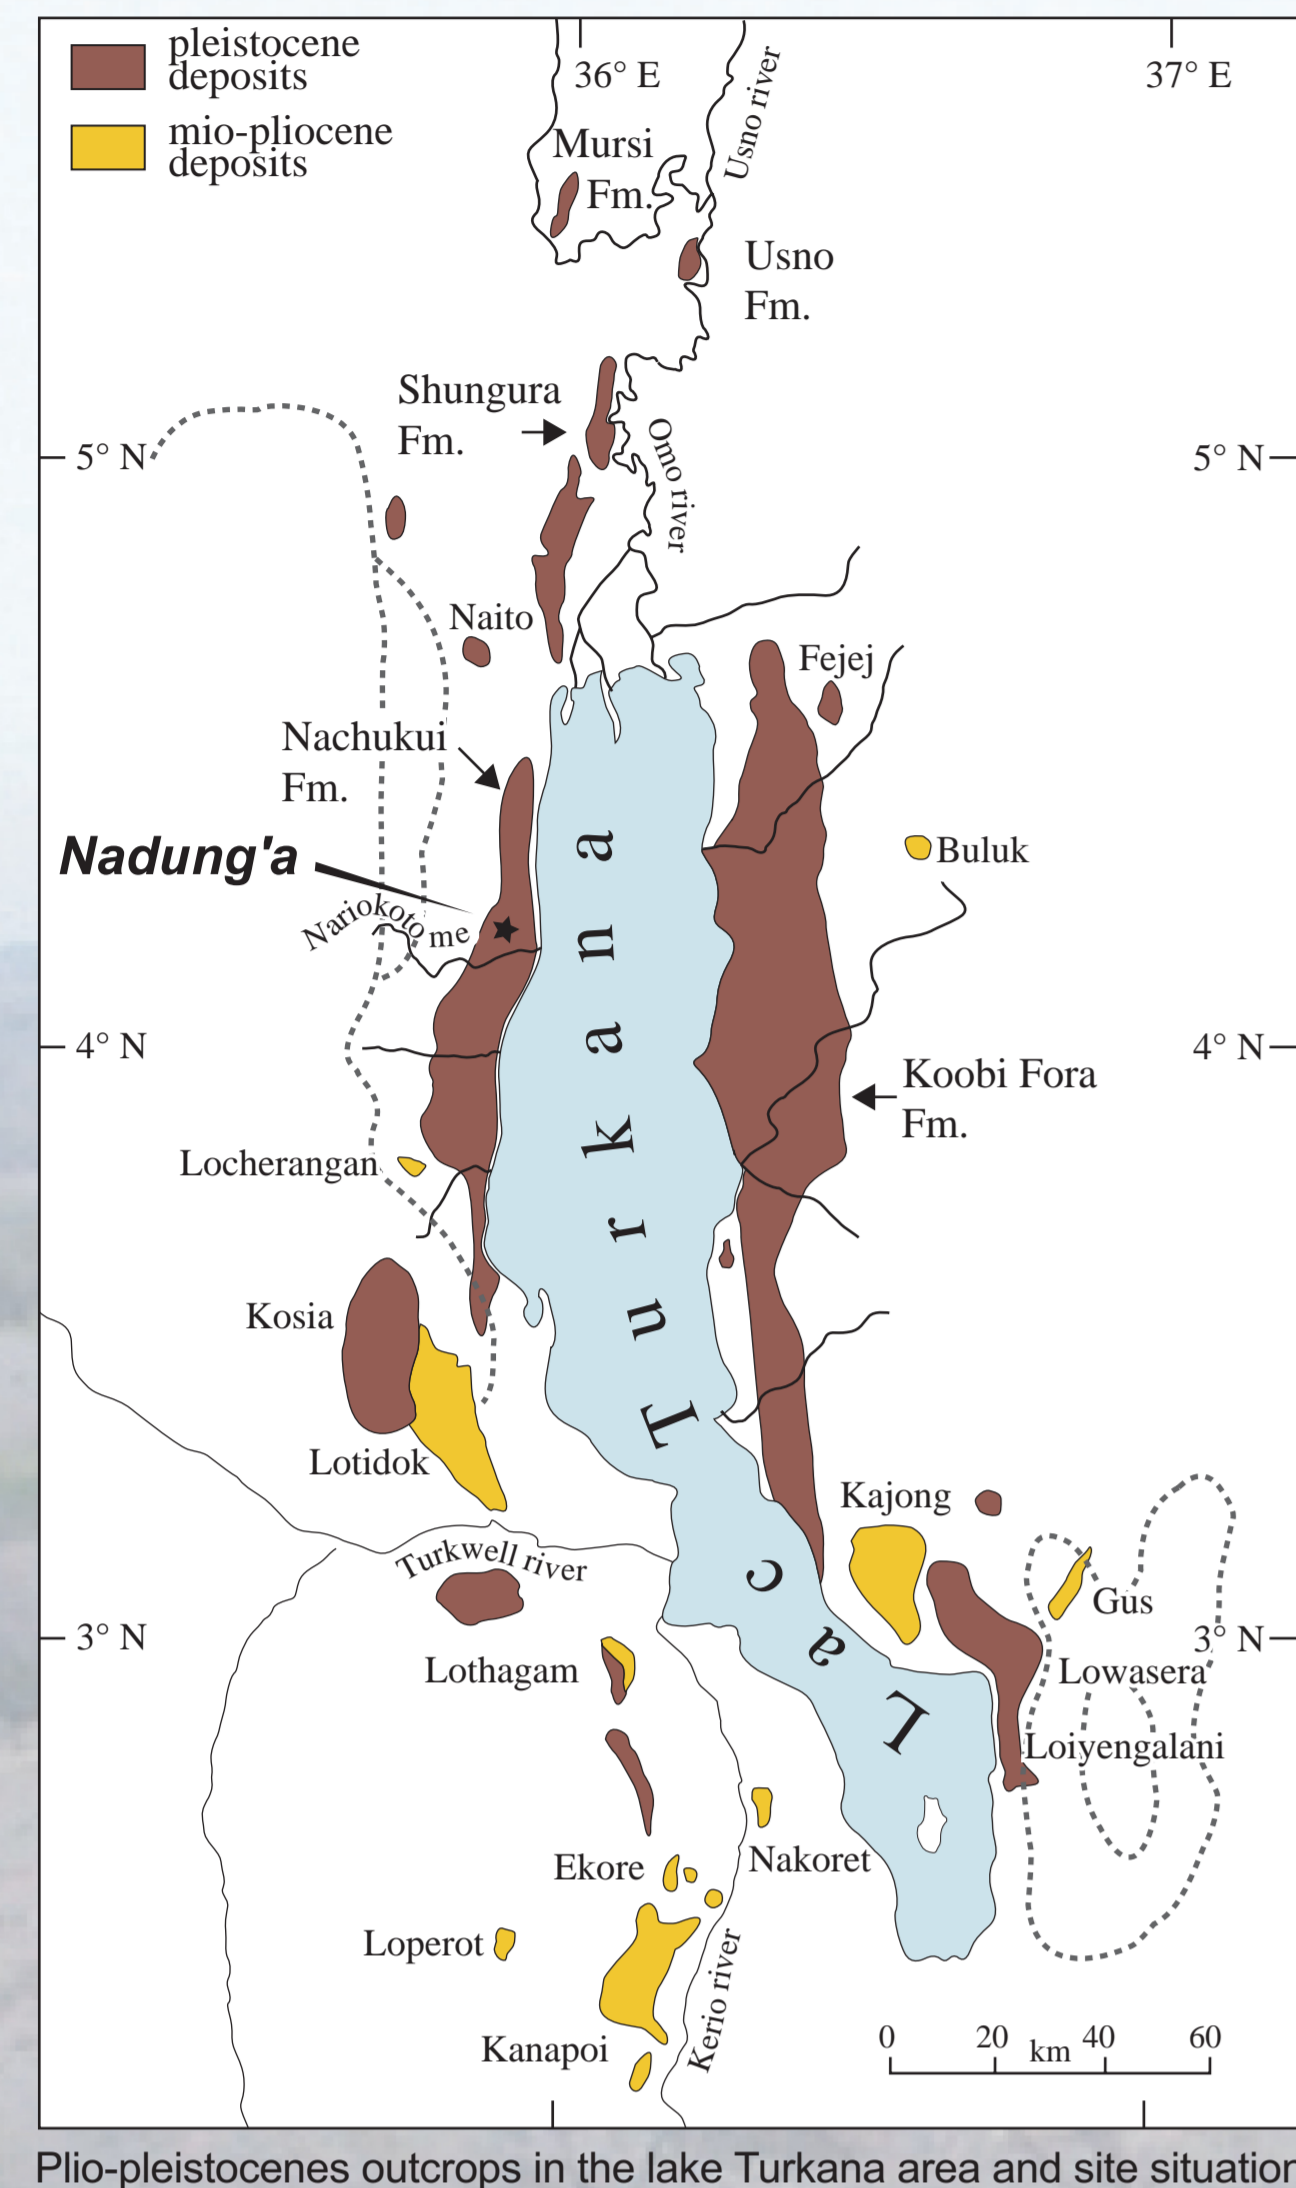 pleistocene
deposits
mio-pliocene
deposits
36° E
37° E
Usno river
Mursi
Fm.
Usno
Fm.
Shungura
Fm.
Omo river
5° N
5° N
Naito
Fejej
Nachukui
Fm.
Nadung'a
Buluk
Nariokotome
4° N
4° N
Koobi Fora
Fm.
Locherangan
Kosia
Lotidok
Lac Turkana
Kajong
Turkwell river
Gus
3° N
3° N
Lothagam
Lowasera
Loiyengalani
Nakoret
Ekore
Loperot
Kerio river
Kanapoi
0 20 km 40 60
Plio-pleistocenes outcrops in the lake Turkana area and site situation